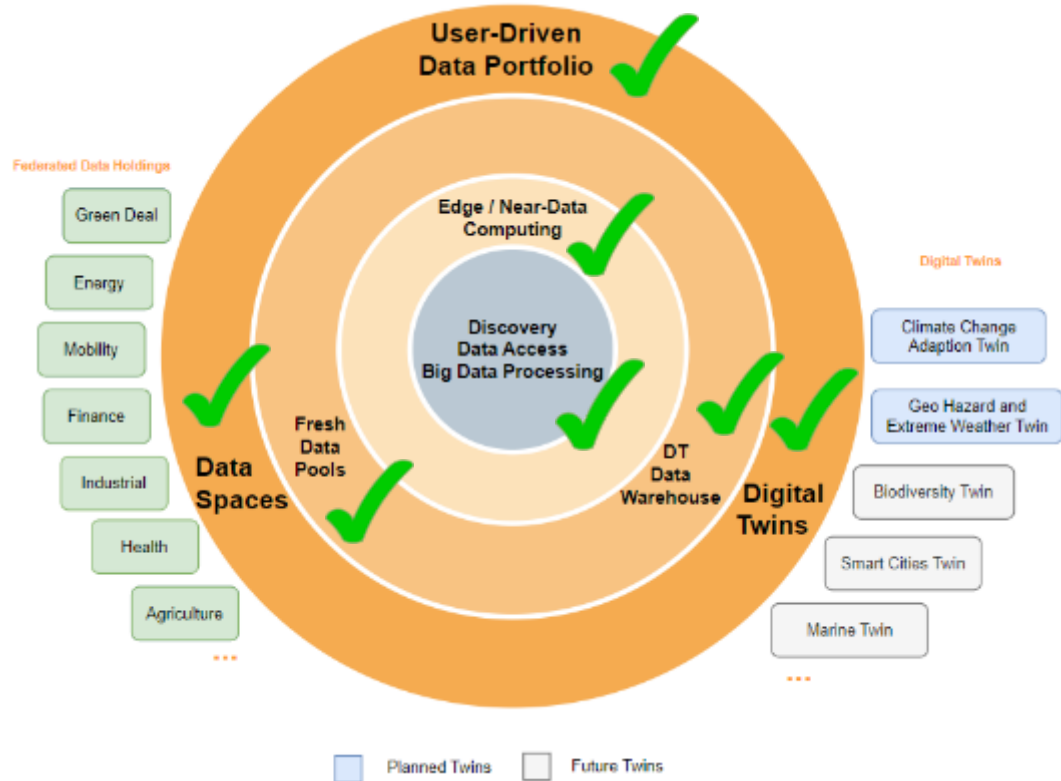 User-Driven
Data Portfolio
Federated Data Holdings
Green Deal
Energy
Mobility
Finance
Industrial
Health
Agriculture
...
Edge / Near-Data
Computing
Discovery
Data Access
Big Data Processing
Fresh
Data
Pools
DT
Data
Warehouse
Data
Spaces
Digital
Twins
Digital Twins
Climate Change
Adaption Twin
Geo Hazard and
Extreme Weather Twin
Biodiversity Twin
Smart Cities Twin
Marine Twin
...
Planned Twins
Future Twins